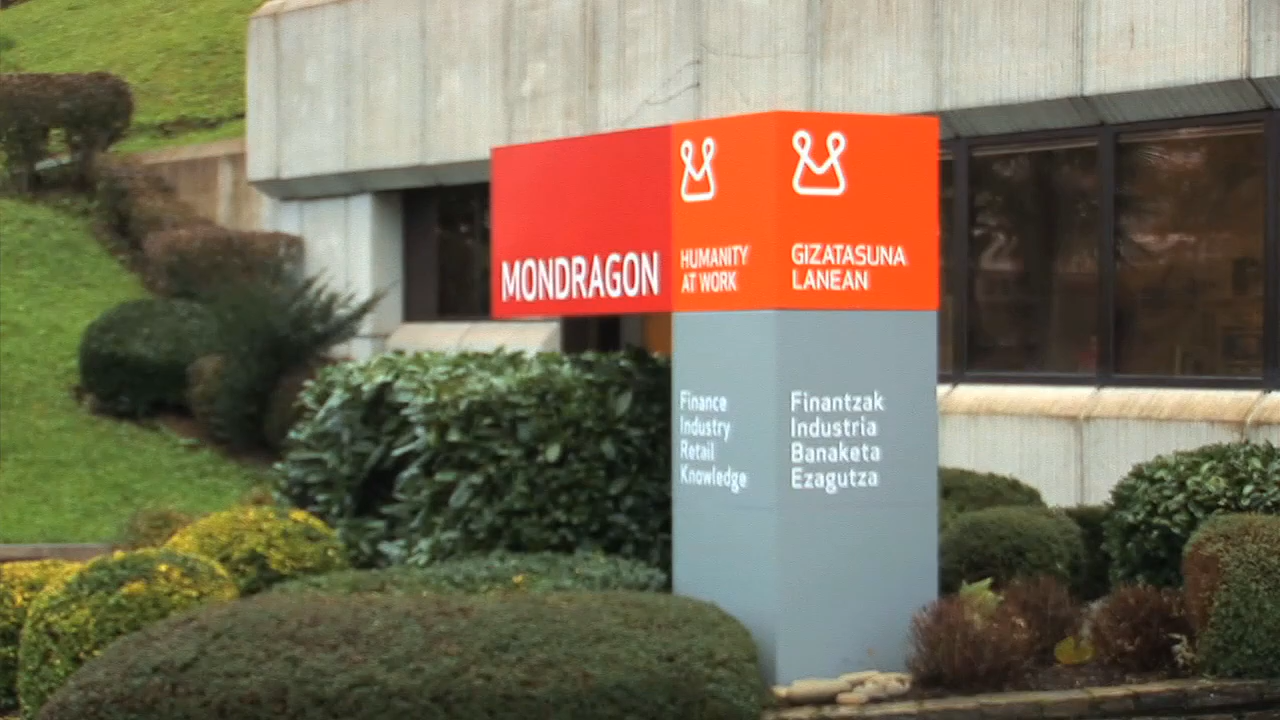 MONDRAGON
HUMANITY
AT WORK
GIZATASUNA
LANEAN
Finance
Industry
Retail
Knowledge
Finantzak
Industria
Banaketa
Ezagutza